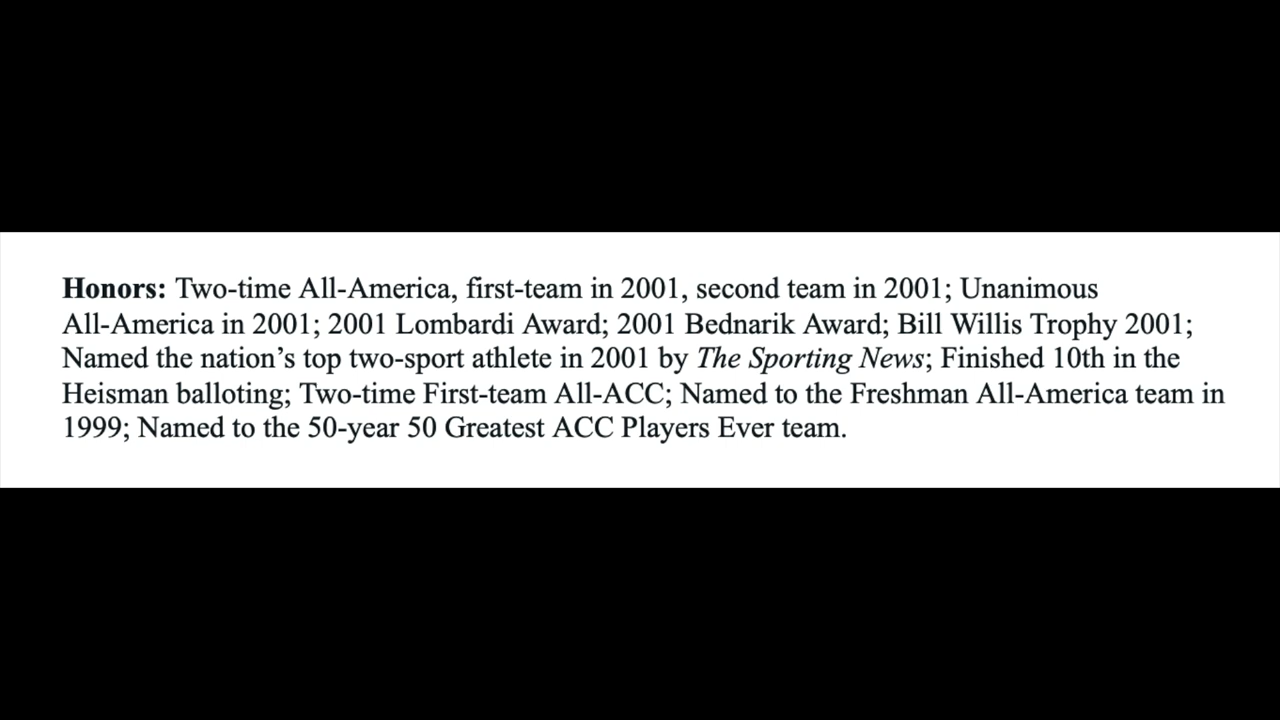 Honors: Two-time All-America, first-team in 2001, second team in 2001; Unanimous
All-America in 2001; 2001 Lombardi Award; 2001 Bednarik Award; Bill Willis Trophy 2001;
Named the nation’s top two-sport athlete in 2001 by The Sporting News; Finished 10th in the
Heisman balloting; Two-time First-team All-ACC; Named to the Freshman All-America team in
1999; Named to the 50-year 50 Greatest ACC Players Ever team.